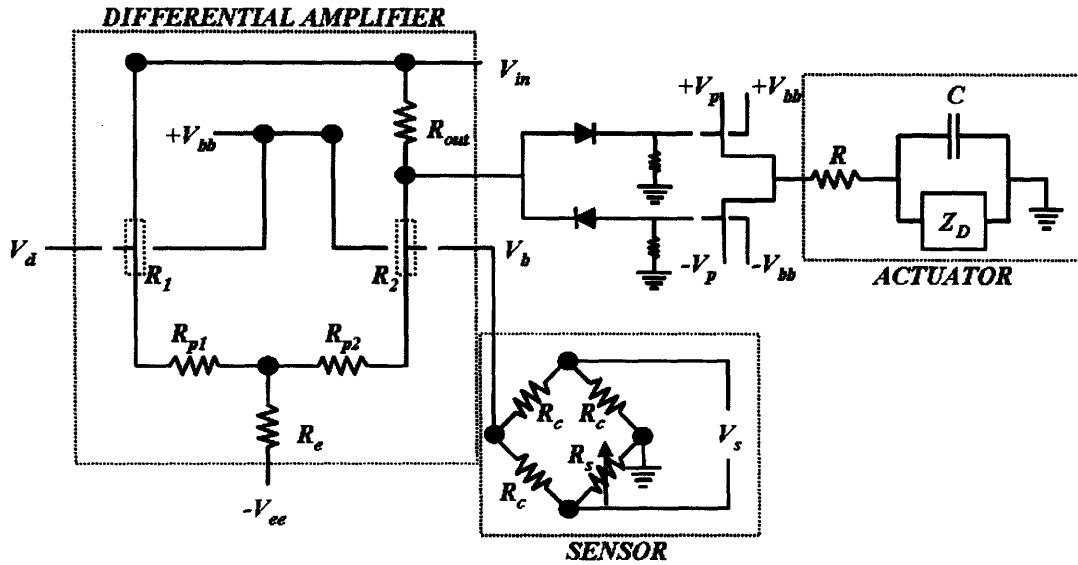 DIFFERENTIAL AMPLIFIER
V_in
+V_bb
R_out
+V_p
+V_bb
C
R
Z_D
V_d
R_1
R_2
V_b
-V_p
-V_bb
ACTUATOR
R_p1
R_p2
R_e
-V_ee
R_c
R_c
V_s
R_s
R_c
SENSOR